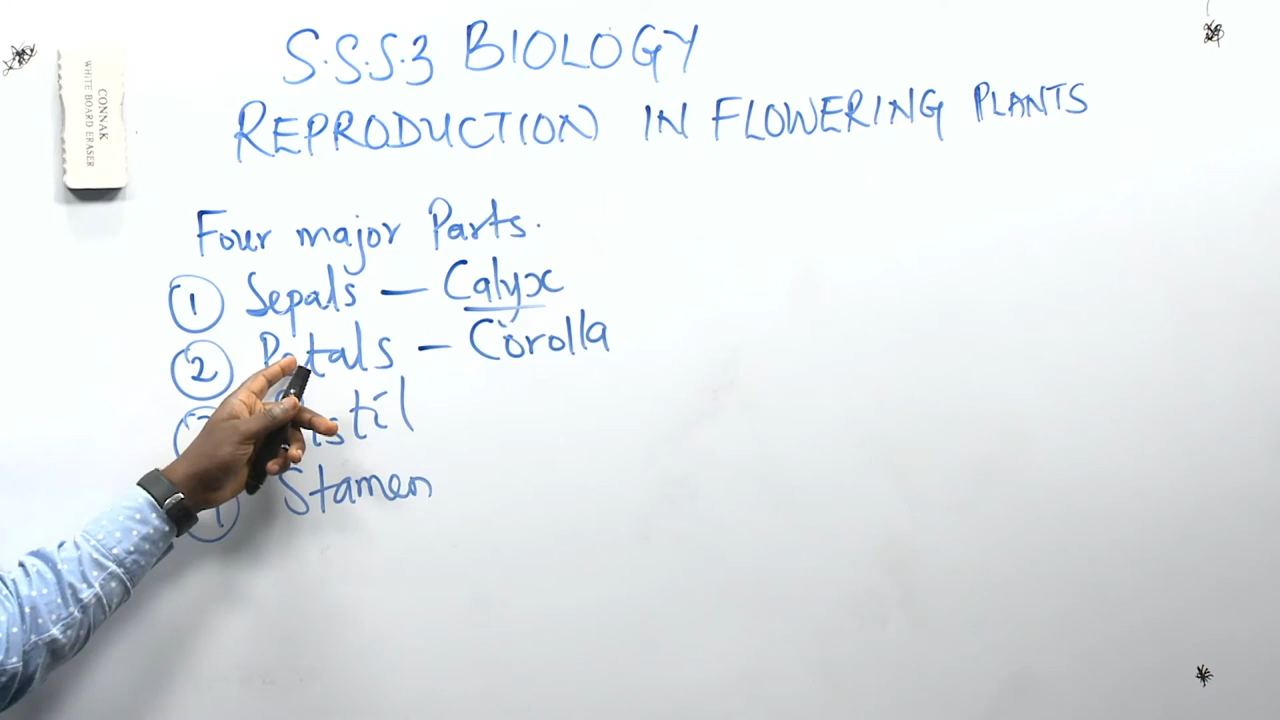 S.S.S.3 BIOLOGY
REPRODUCTION IN FLOWERING PLANTS
CONNAK
WHITE BOARD ERASER
Four major Parts.
1 Sepals — Calyx
2 Petals — Corolla
Pistil
Stamen